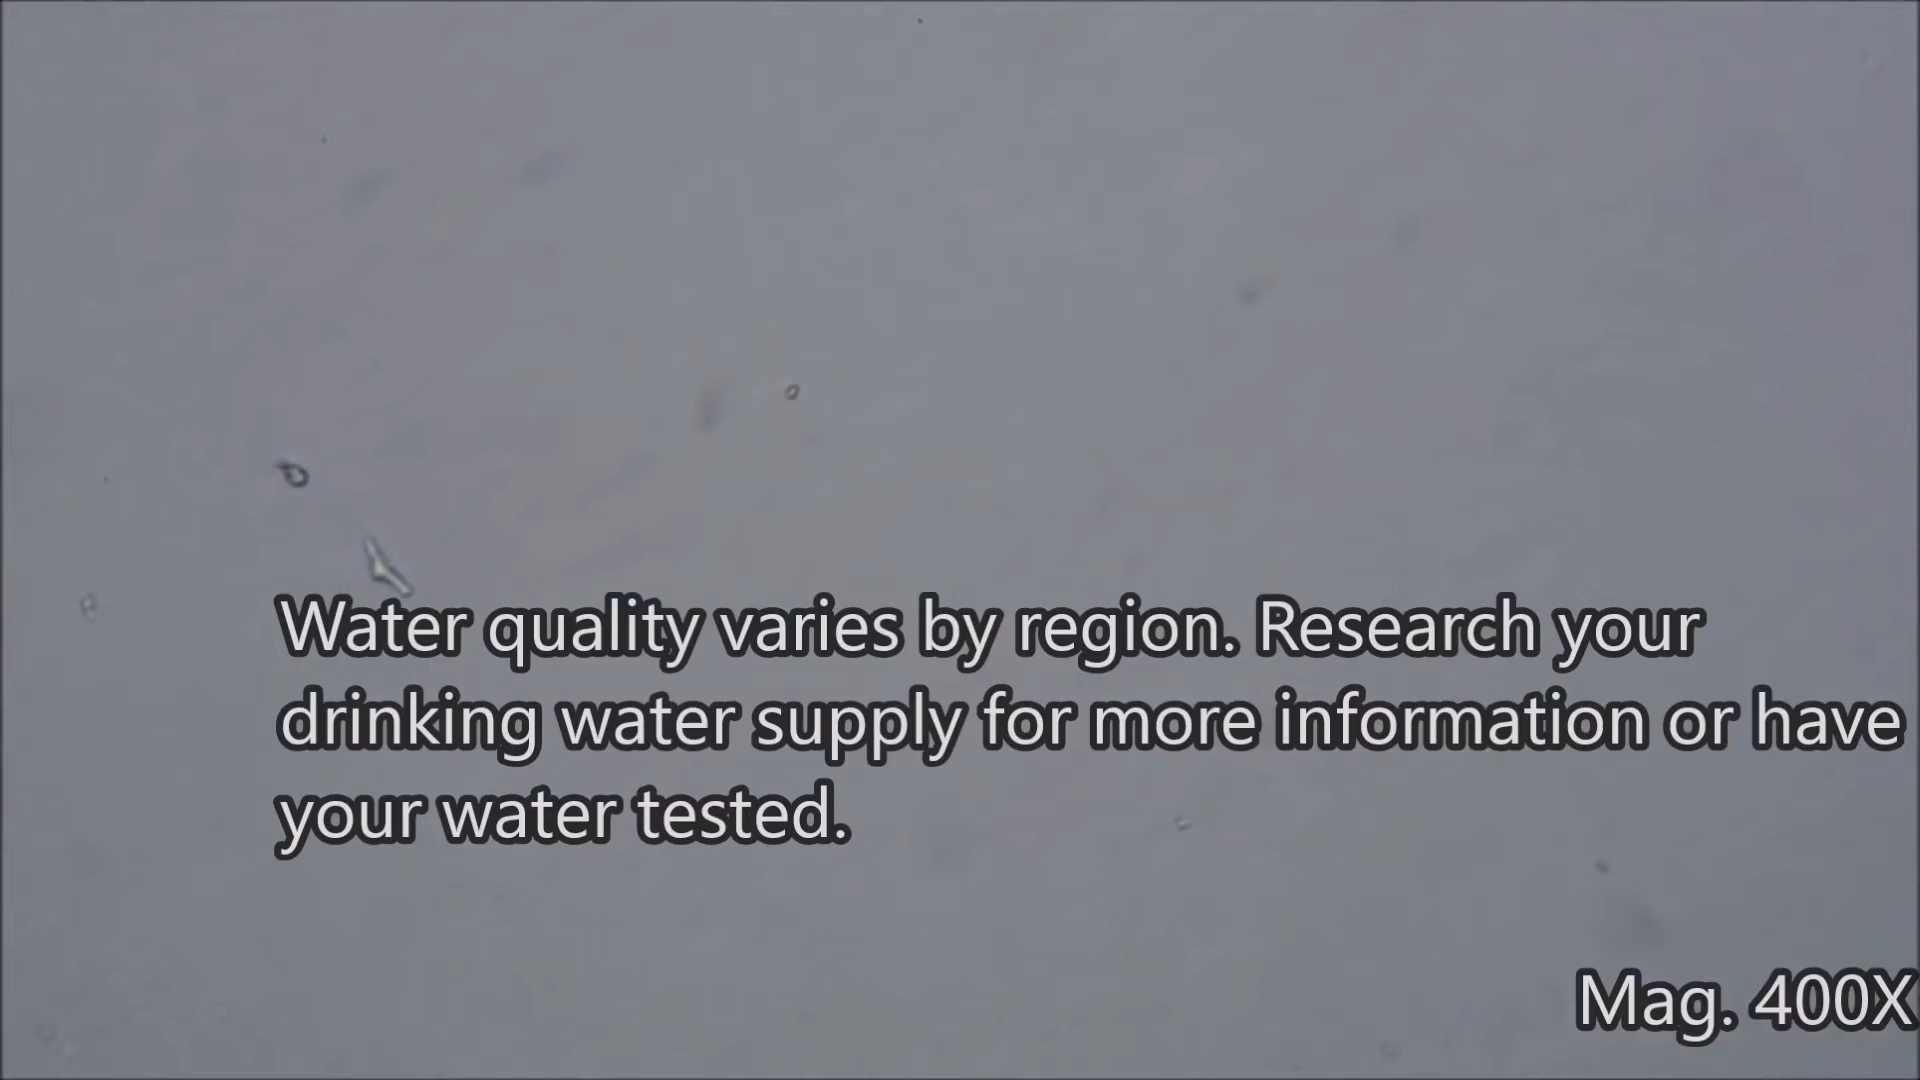 Water quality varies by region. Research your
drinking water supply for more information or have
your water tested.
Mag. 400X